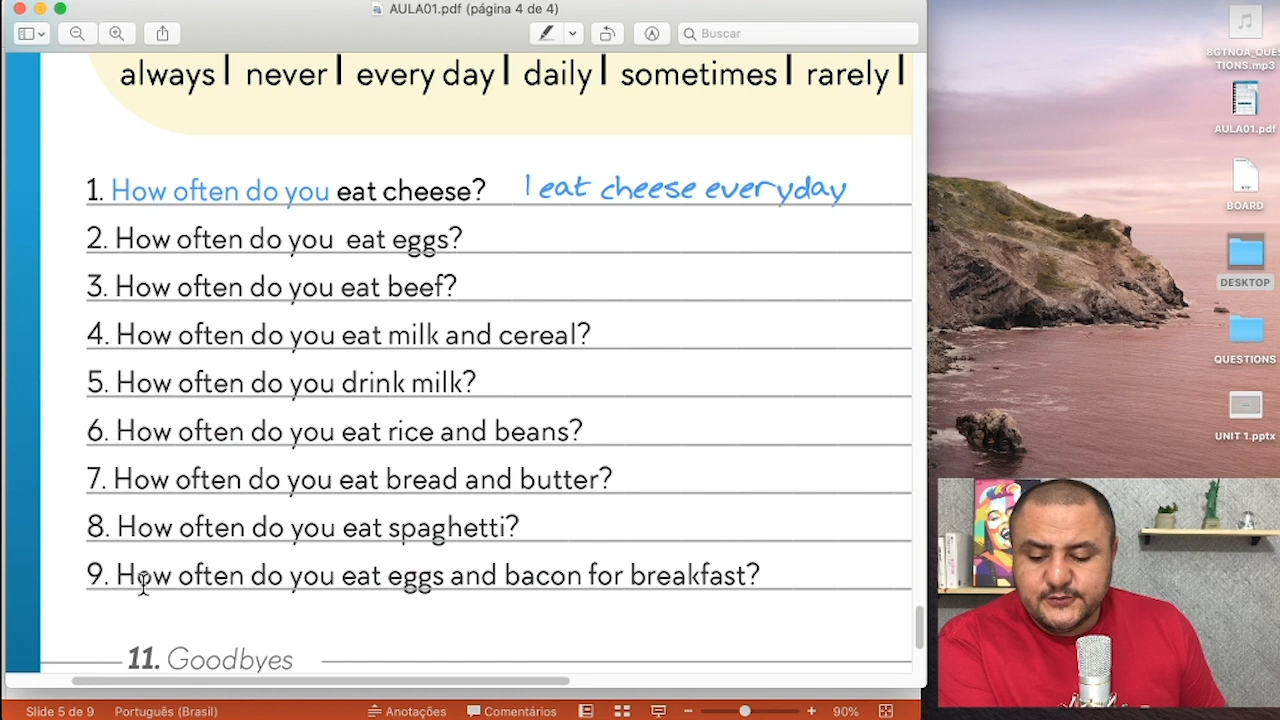 AULA01.pdf (página 4 de 4)
Buscar
always | never | every day | daily | sometimes | rarely |
1. How often do you eat cheese? I eat cheese everyday
2. How often do you eat eggs?
3. How often do you eat beef?
4. How often do you eat milk and cereal?
5. How often do you drink milk?
6. How often do you eat rice and beans?
7. How often do you eat bread and butter?
8. How often do you eat spaghetti?
9. How often do you eat eggs and bacon for breakfast?
11. Goodbyes
Slide 5 de 9 Português (Brasil) Anotações Comentários 90%
8GTNOA_QUES
TIONS.mp3
AULA01.pdf
BOARD
DESKTOP
QUESTIONS
UNIT 1.pptx